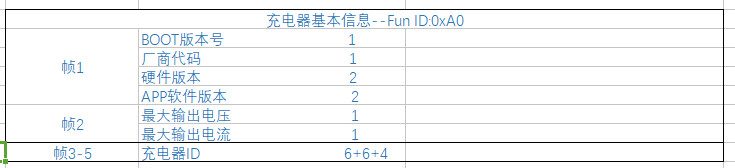 充电器基本信息--Fun ID:0xA0
帧1
BOOT版本号 1
厂商代码 1
硬件版本 2
APP软件版本 2
帧2
最大输出电压 1
最大输出电流 1
帧3-5 充电器ID 6+6+4